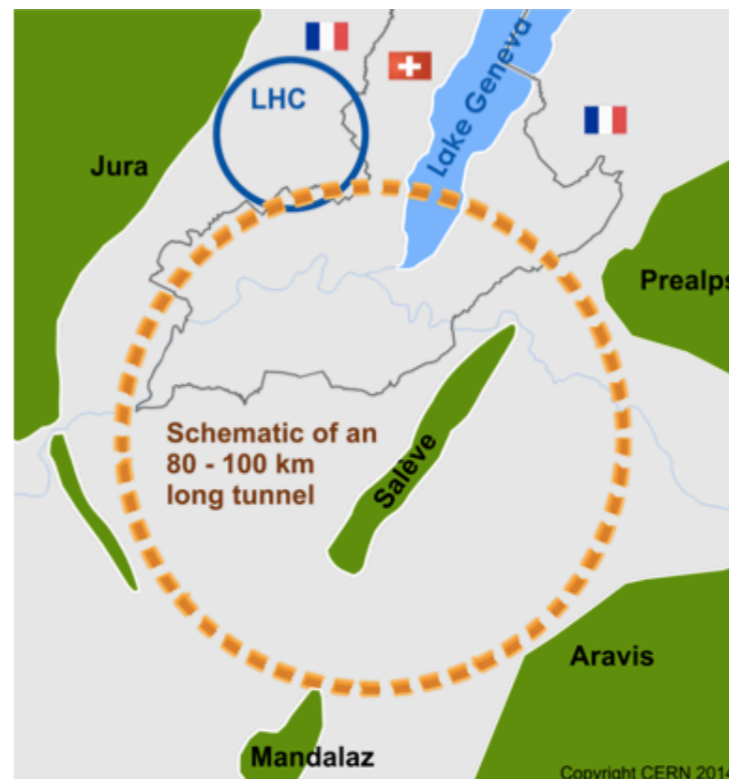 LHC
Lake Geneva
Jura
Prealps
Schematic of an
80 - 100 km
long tunnel
Salève
Aravis
Mandalaz
Copyright CERN 2014